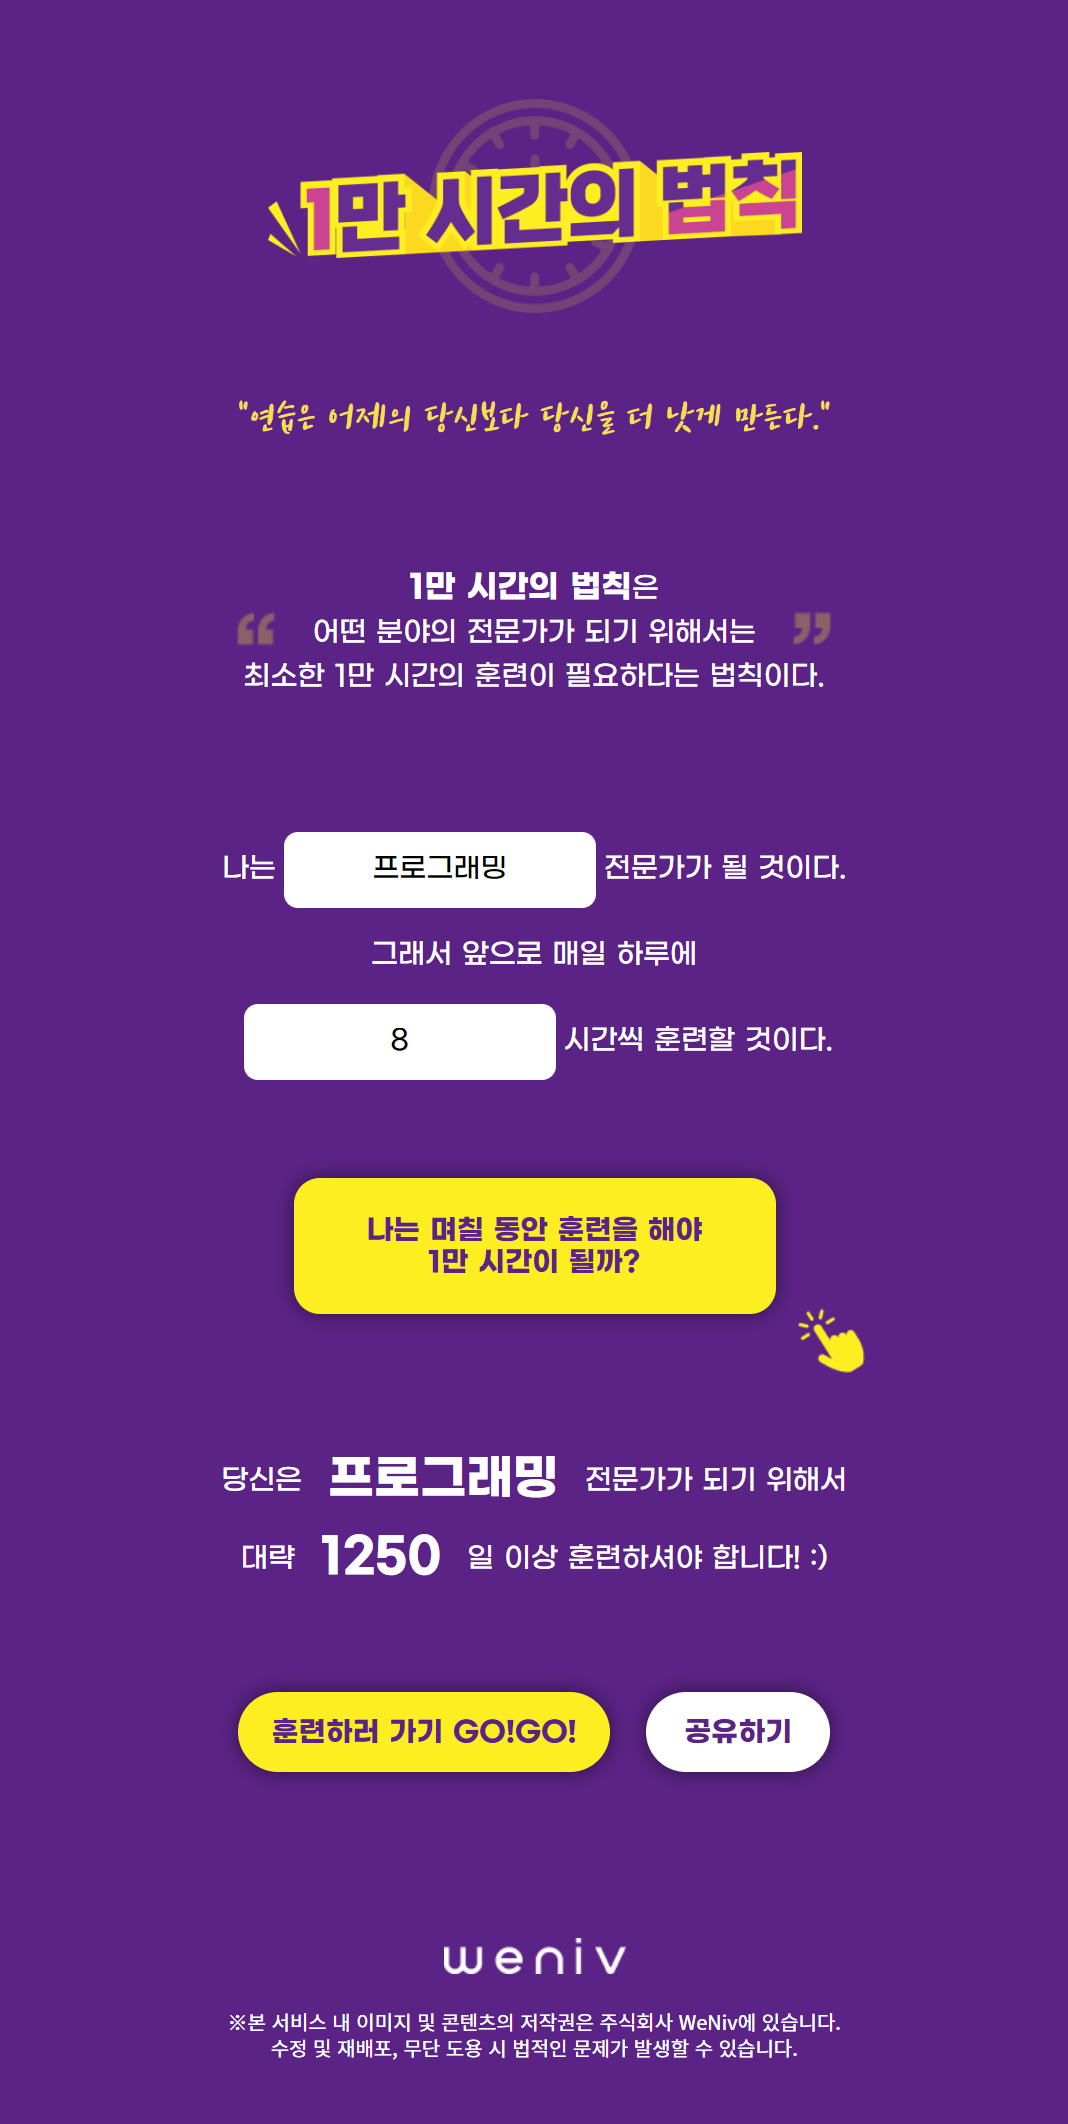 1만 시간의 법칙
"연습은 어제의 당신보다 당신을 더 낫게 만든다."
1만 시간의 법칙은
“ 어떤 분야의 전문가가 되기 위해서는 ”
최소한 1만 시간의 훈련이 필요하다는 법칙이다.
나는 프로그래밍 전문가가 될 것이다.
그래서 앞으로 매일 하루에
8 시간씩 훈련할 것이다.
나는 며칠 동안 훈련을 해야
1만 시간이 될까?
당신은 프로그래밍 전문가가 되기 위해서
대략 1250 일 이상 훈련하셔야 합니다! :)
훈련하러 가기 GO!GO! 공유하기
weniv
※본 서비스 내 이미지 및 콘텐츠의 저작권은 주식회사 WeNiv에 있습니다.
수정 및 재배포, 무단 도용 시 법적인 문제가 발생할 수 있습니다.